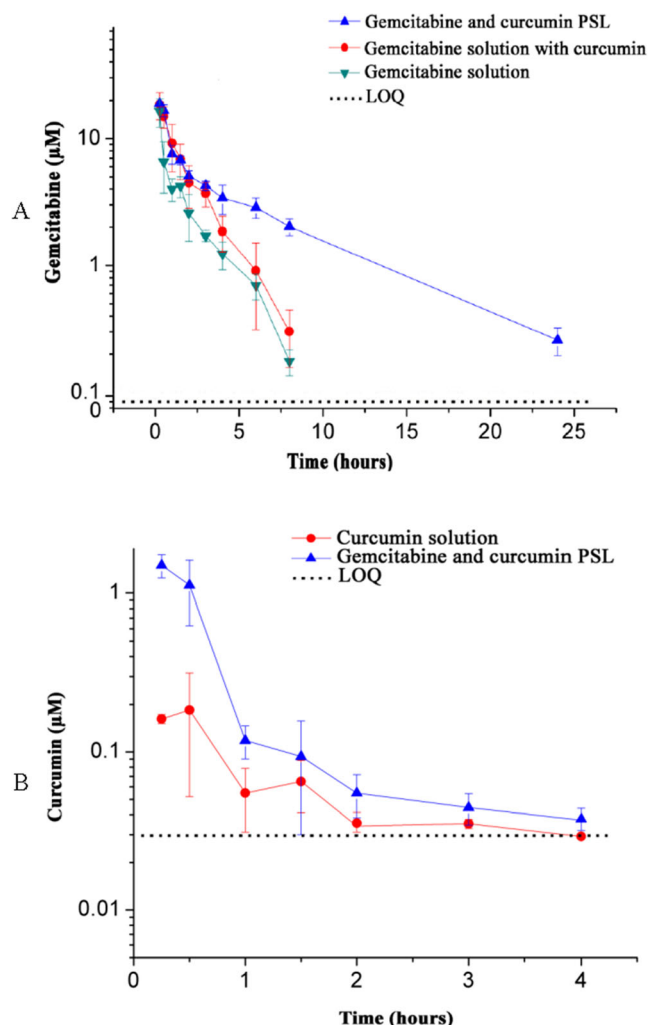 Gemcitabine and curcumin PSL
Gemcitabine solution with curcumin
Gemcitabine solution
LOQ
10
1
0.1
0
Gemcitabine (µM)
A
0 5 10 15 20 25
Time (hours)
Curcumin solution
Gemcitabine and curcumin PSL
LOQ
1
0.1
0.01
Curcumin (µM)
B
0 1 2 3 4
Time (hours)